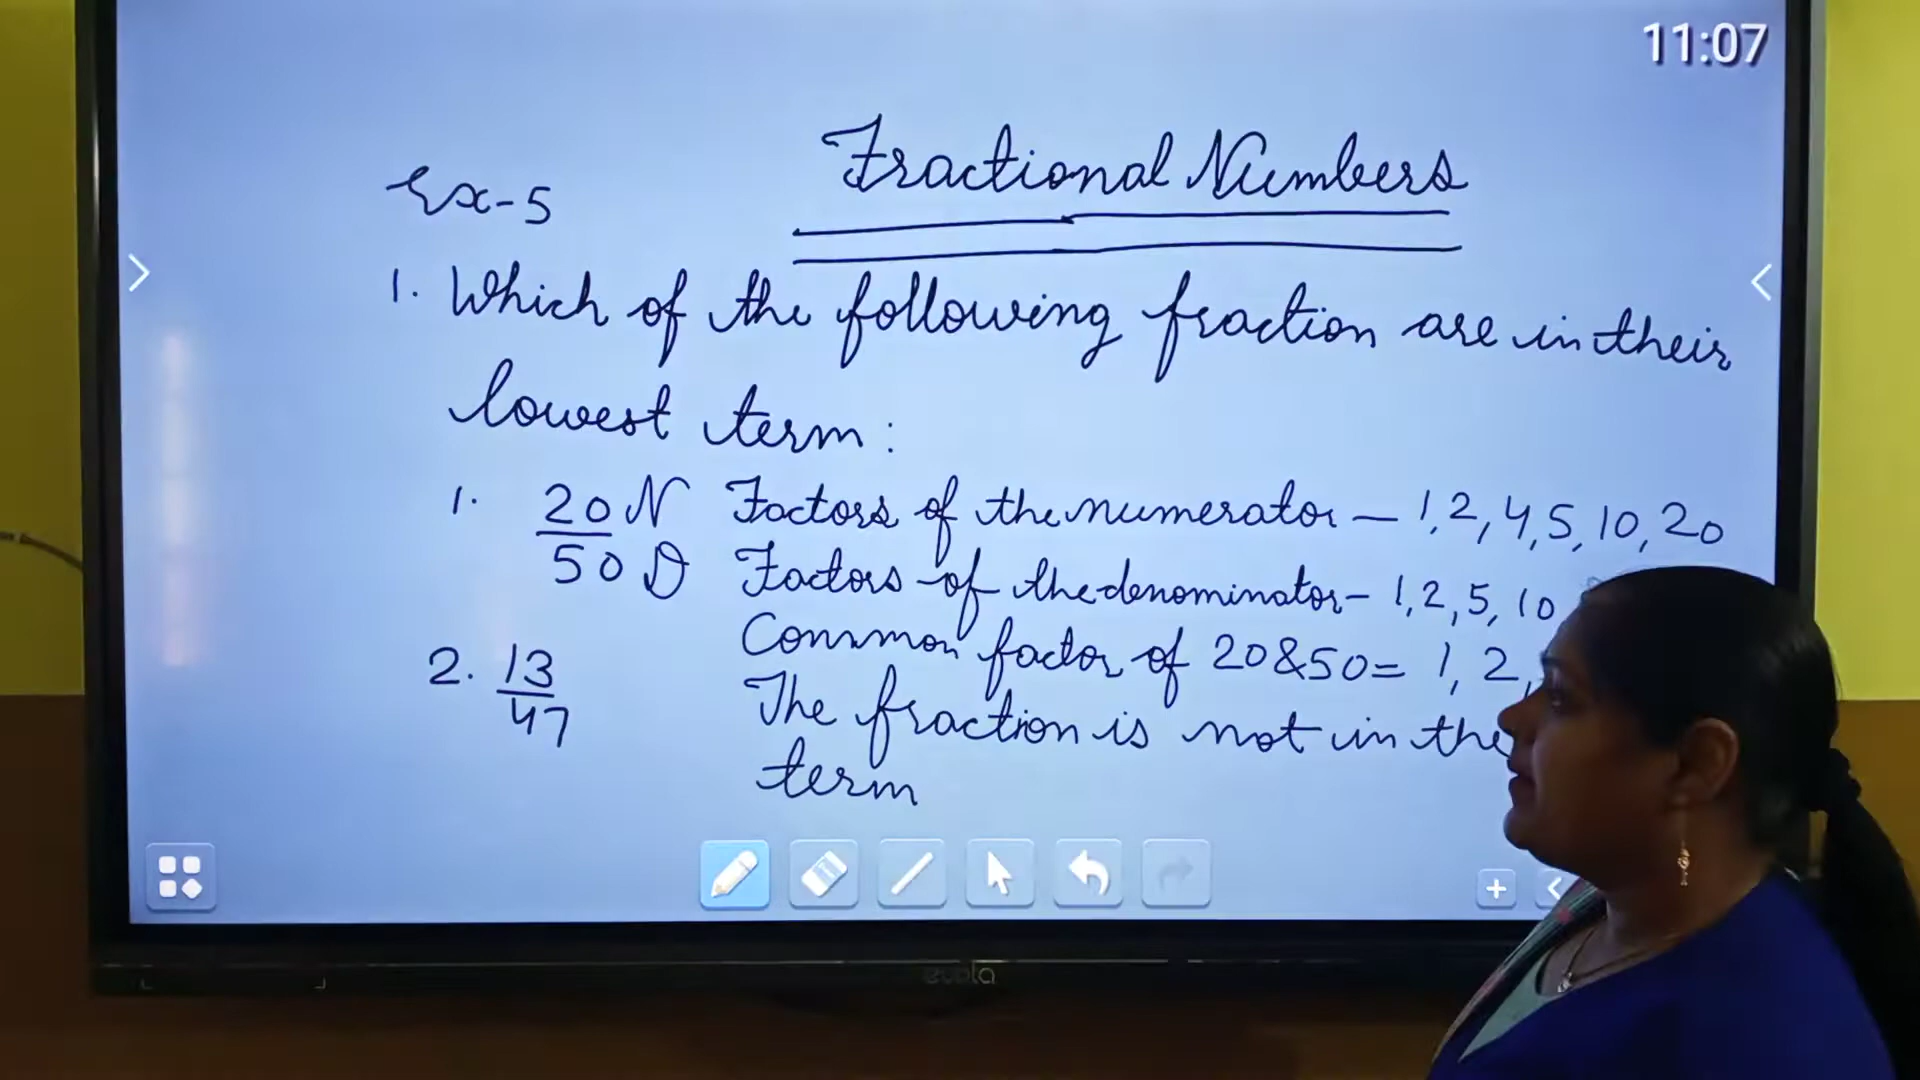 11:07
Fractional Numbers
Ex-5
1. Which of the following fraction are in their
lowest term:
1. 20 N Factors of the numerator - 1,2,4,5,10,20
50 D Factors of the denominator - 1,2,5,10
Common factor of 20&50= 1,2,
2. 13
47
The fraction is not in the
term